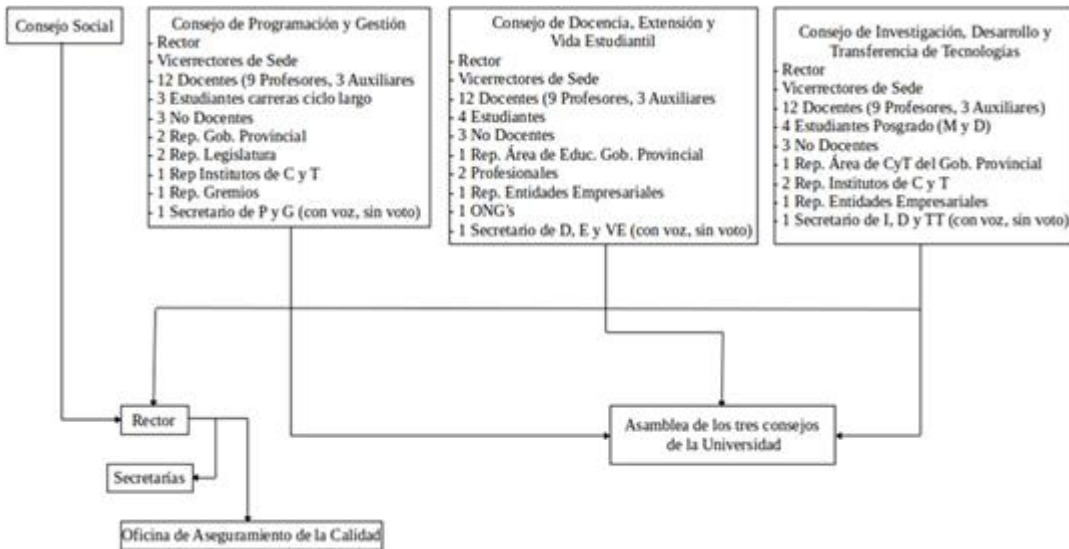 Consejo Social
Consejo de Programación y Gestión
- Rector
- Vicerrectores de Sede
- 12 Docentes (9 Profesores, 3 Auxiliares
- 3 Estudiantes carreras ciclo largo
- 3 No Docentes
- 2 Rep. Gob. Provincial
- 2 Rep. Legislatura
- 1 Rep Institutos de C y T
- 1 Rep. Gremios
- 1 Secretario de P y G (con voz, sin voto)
Consejo de Docencia, Extensión y
Vida Estudiantil
- Rector
- Vicerrectores de Sede
- 12 Docentes (9 Profesores, 3 Auxiliares
- 4 Estudiantes
- 3 No Docentes
- 1 Rep. Área de Educ. Gob. Provincial
- 2 Profesionales
- 1 Rep. Entidades Empresariales
- 1 ONG's
- 1 Secretario de D, E y VE (con voz, sin voto)
Consejo de Investigación, Desarrollo y
Transferencia de Tecnologías
- Rector
- Vicerrectores de Sede
- 12 Docentes (9 Profesores, 3 Auxiliares)
- 4 Estudiantes Posgrado (M y D)
- 3 No Docentes
- 1 Rep. Área de CyT del Gob. Provincial
- 2 Rep. Institutos de C y T
- 1 Rep. Entidades Empresariales
- 1 Secretario de I, D y TT (con voz, sin voto)
Rector
Asamblea de los tres consejos
de la Universidad
Secretarías
Oficina de Aseguramiento de la Calidad